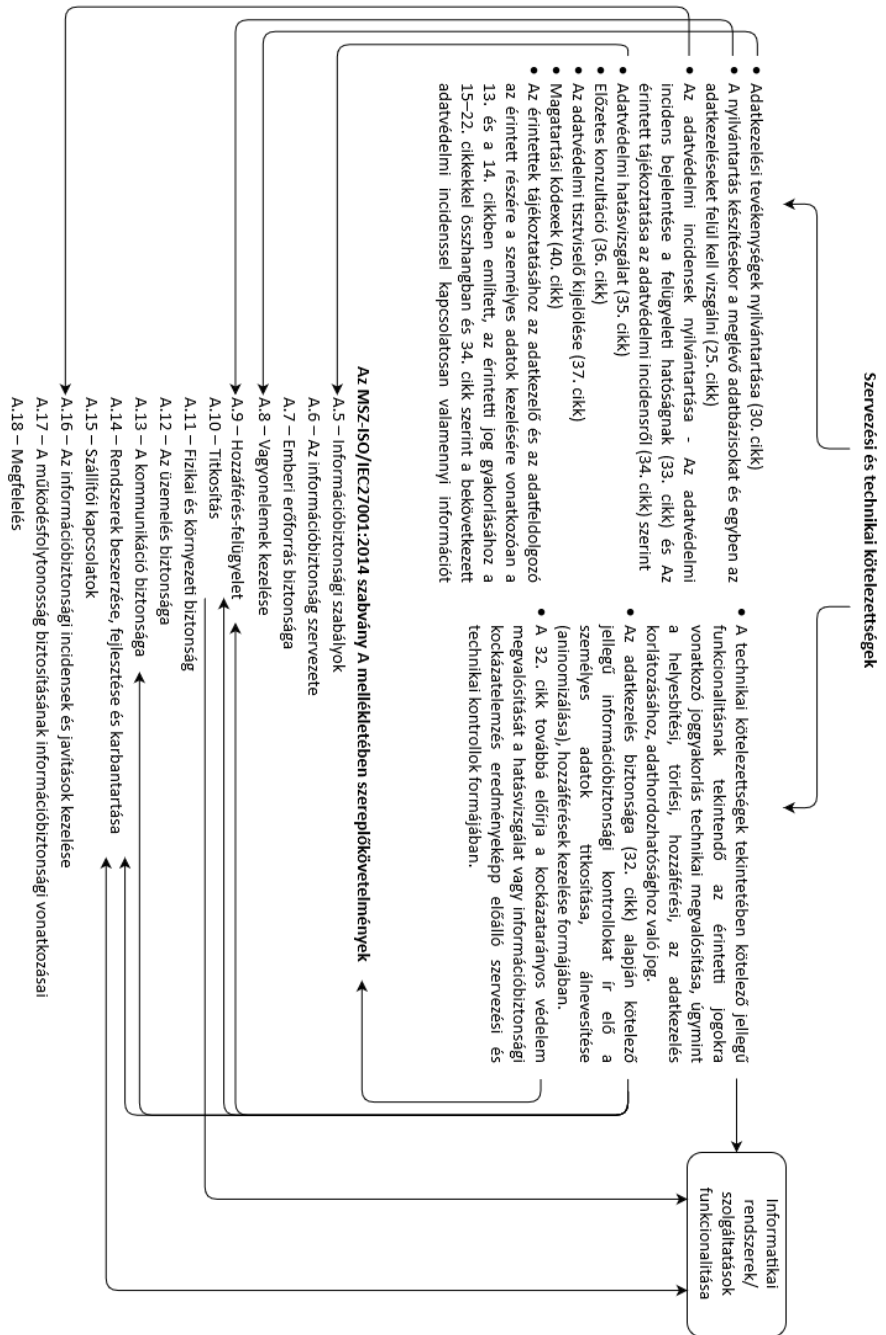 Szervezési és technikai kötelezettségek
• Adatkezelési tevékenységek nyilvántartása (30. cikk)
• A nyilvántartás készítésekor a meglévő adatbázisokat és egyben az
adatkezeléseket felül kell vizsgálni (25. cikk)
• Az adatvédelmi incidensek nyilvántartása - Az adatvédelmi
incidens bejelentése a felügyeleti hatóságnak (33. cikk) és Az
érintett tájékoztatása az adatvédelmi incidensről (34. cikk) szerint
• Adatvédelmi hatásvizsgálat (35. cikk)
• Előzetes konzultáció (36. cikk)
• Az adatvédelmi tisztviselő kijelölése (37. cikk)
• Magatartási kódexek (40. cikk)
• Az érintettek tájékoztatásához az adatkezelő és az adatfeldolgozó
az érintett részére a személyes adatok kezelésére vonatkozóan a
13. és a 14. cikkben említett, az érintetti jog gyakorlásához a
15–22. cikkekkel összhangban és 34. cikk szerint a bekövetkezett
adatvédelmi incidenssel kapcsolatosan valamennyi információt
• A technikai kötelezettségek tekintetében kötelező jellegű
funkcionalitásnak tekintendő az érintetti jogokra
vonatkozó joggyakorlás technikai megvalósítása, úgymint
a helyesbítési, törlési, hozzáférési, az adatkezelés
korlátozásához, adathordozhatósághoz való jog.
• Az adatkezelés biztonsága (32. cikk) alapján kötelező
jellegű információbiztonsági kontrollokat ír elő a
személyes adatok titkosítása, álnevesítése
(aninomizálása), hozzáférések kezelése formájában.
• A 32. cikk továbbá előírja a kockázatarányos védelem
megvalósítását a hatásvizsgálat vagy információbiztonsági
kockázatelemzés eredményeképp előálló szervezési és
technikai kontrollok formájában.
Informatikai
rendszerek/
szolgáltatások
funkcionalitása
Az MSZ-ISO/IEC27001:2014 szabvány A mellékletében szereplőkövetelmények
A.5 – Információbiztonsági szabályok
A.6 – Az információbiztonság szervezete
A.7 – Emberi erőforrás biztonsága
A.8 – Vagyonelemek kezelése
A.9 – Hozzáférés-felügyelet
A.10 – Titkosítás
A.11 – Fizikai és környezeti biztonság
A.12 – Az üzemelés biztonsága
A.13 – A kommunikáció biztonsága
A.14 – Rendszerek beszerzése, fejlesztése és karbantartása
A.15 – Szállítói kapcsolatok
A.16 – Az információbiztonsági incidensek és javítások kezelése
A.17 – A működésfolytonosság biztosításának információbiztonsági vonatkozásai
A.18 – Megfelelés